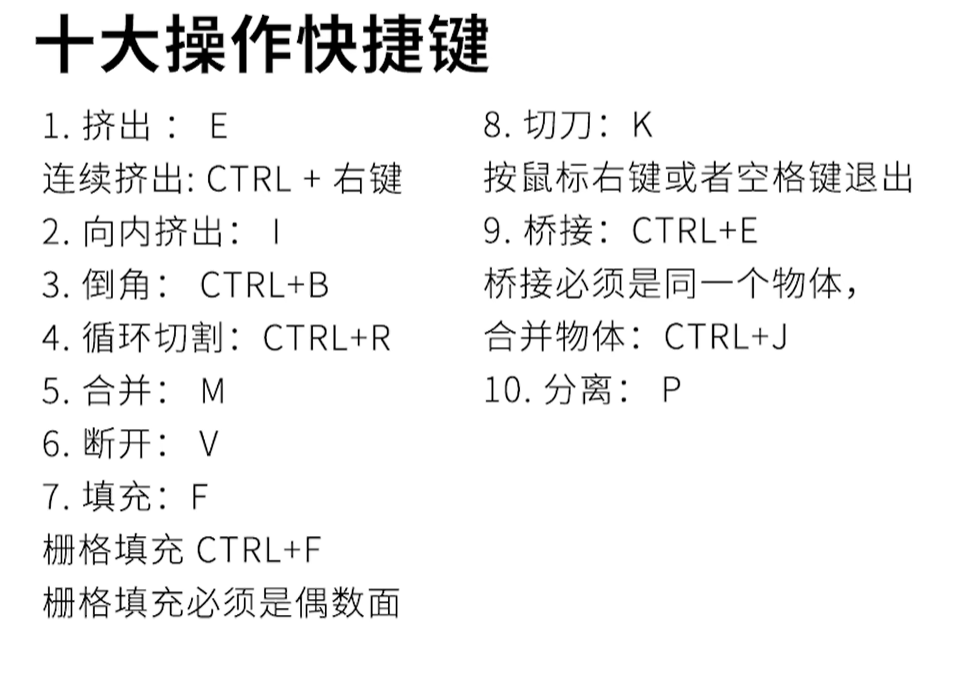 十大操作快捷键
1. 挤出： E
连续挤出: CTRL + 右键
2. 向内挤出： I
3. 倒角： CTRL+B
4. 循环切割：CTRL+R
5. 合并： M
6. 断开： V
7. 填充：F
栅格填充 CTRL+F
栅格填充必须是偶数面
8. 切刀：K
按鼠标右键或者空格键退出
9. 桥接：CTRL+E
桥接必须是同一个物体，
合并物体：CTRL+J
10. 分离： P